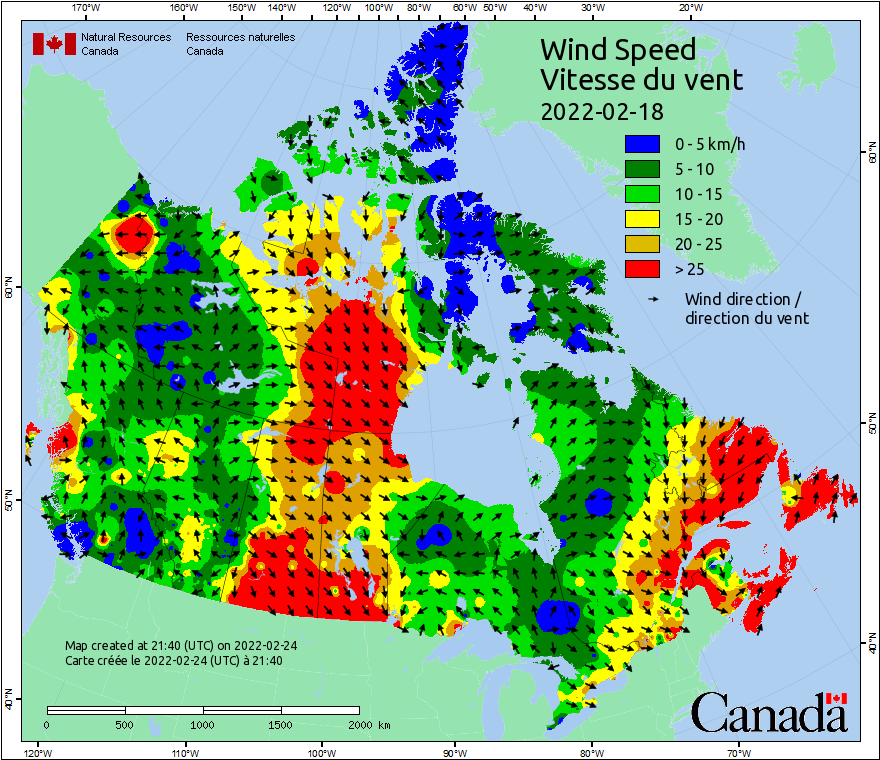 170°W 160°W 150°W 140°W 130°W 120°W 110°W 100°W 80°W 60°W 50°W 40°W 30°W 20°W
Natural Resources Ressources naturelles
Canada Canada
Wind Speed
Vitesse du vent
2022-02-18
0 - 5 km/h
5 - 10
10 - 15
15 - 20
20 - 25
> 25
Wind direction /
direction du vent
60°N
60°N
50°N
50°N
40°N
40°N
Map created at 21:40 (UTC) on 2022-02-24
Carte créée le 2022-02-24 (UTC) à 21:40
0 500 1000 1500 2000 km
Canada
120°W 110°W 100°W 90°W 80°W 70°W